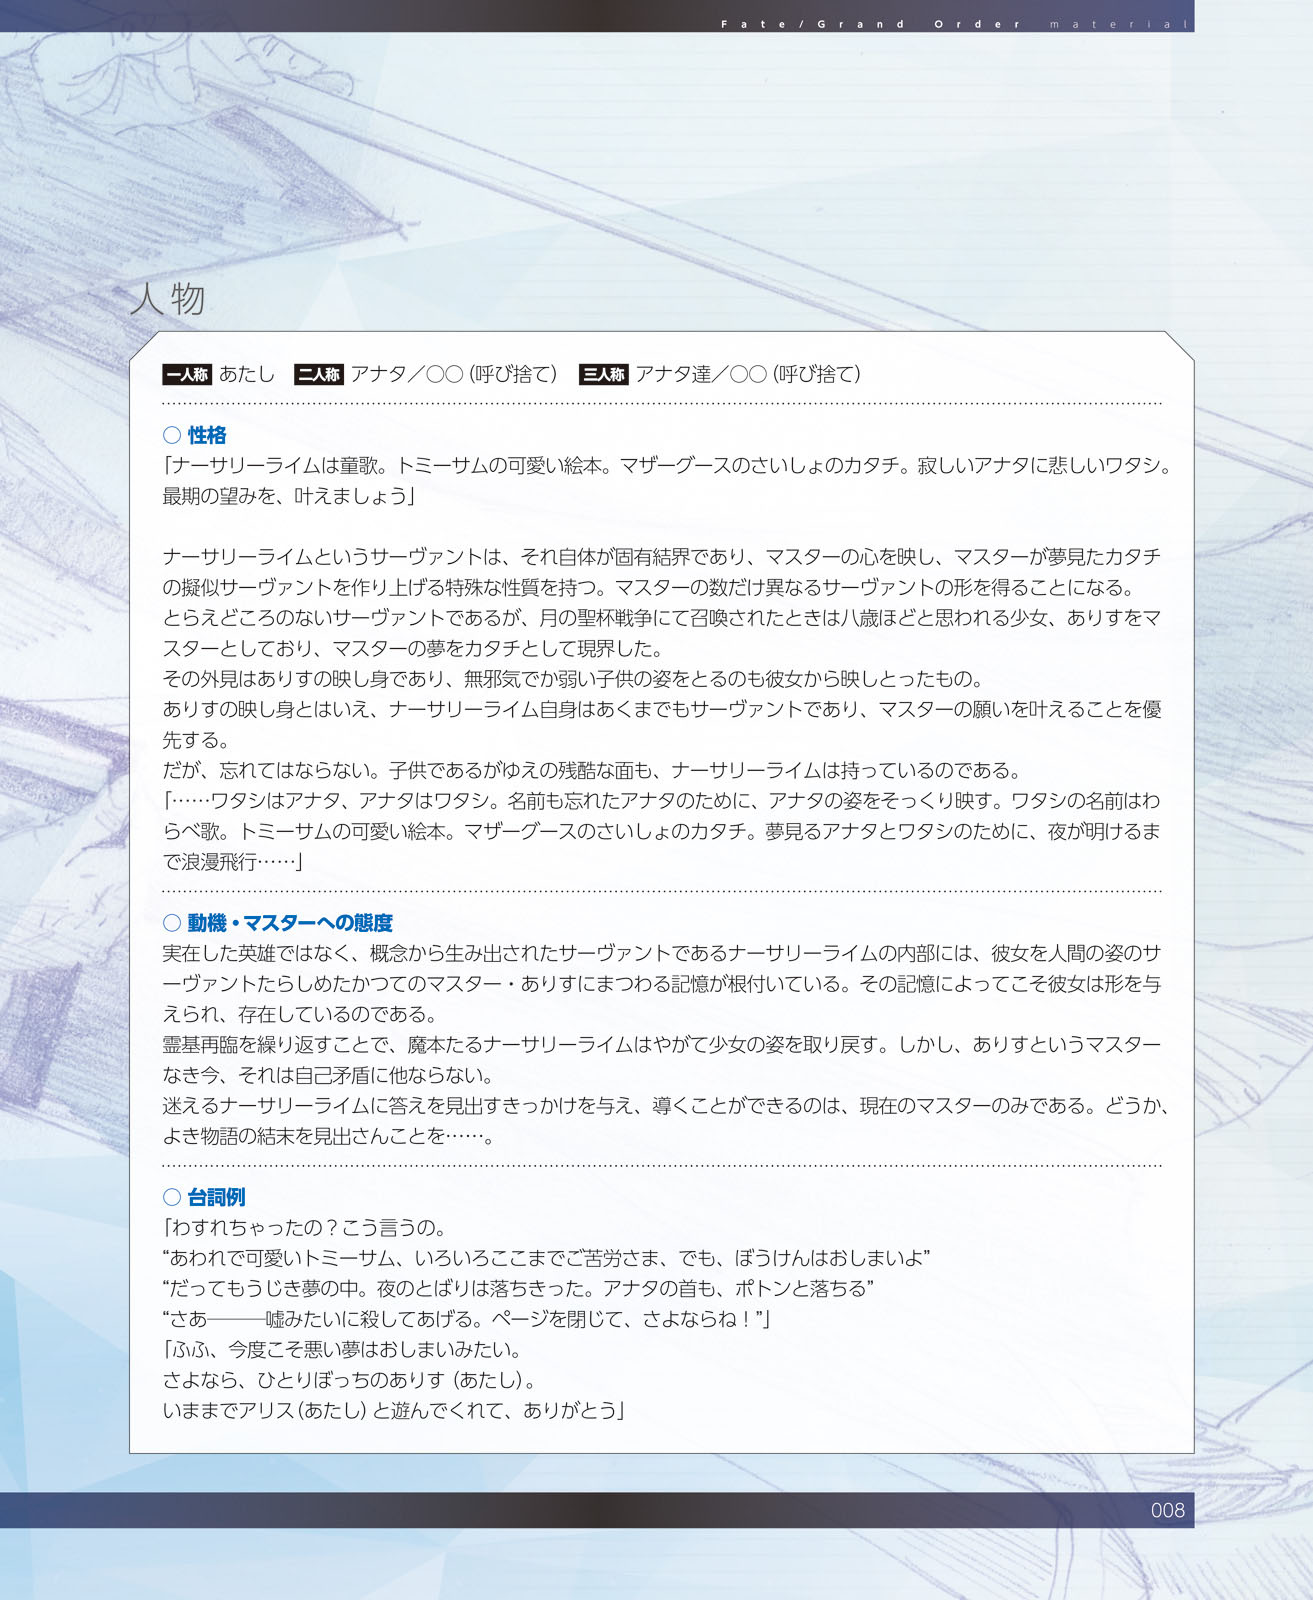 Fate/Grand Order material
人物
一人称 あたし 二人称 アナタ／○○（呼び捨て） 三人称 アナタ達／○○（呼び捨て）
○ 性格
「ナーサリーライムは童歌。トミーサムの可愛い絵本。マザーグースのさいしょのカタチ。寂しいアナタに悲しいワタシ。
最期の望みを、叶えましょう」
ナーサリーライムというサーヴァントは、それ自体が固有結界であり、マスターの心を映し、マスターが夢見たカタチ
の擬似サーヴァントを作り上げる特殊な性質を持つ。マスターの数だけ異なるサーヴァントの形を得ることになる。
とらえどころのないサーヴァントであるが、月の聖杯戦争にて召喚されたときは八歳ほどと思われる少女、ありすをマ
スターとしており、マスターの夢をカタチとして現界した。
その外見はありすの映し身であり、無邪気でか弱い子供の姿をとるのも彼女から映しとったもの。
ありすの映し身とはいえ、ナーサリーライム自身はあくまでもサーヴァントであり、マスターの願いを叶えることを優
先する。
だが、忘れてはならない。子供であるがゆえの残酷な面も、ナーサリーライムは持っているのである。
「……ワタシはアナタ、アナタはワタシ。名前も忘れたアナタのために、アナタの姿をそっくり映す。ワタシの名前はわ
らべ歌。トミーサムの可愛い絵本。マザーグースのさいしょのカタチ。夢見るアナタとワタシのために、夜が明けるま
で浪漫飛行……」
○ 動機・マスターへの態度
実在した英雄ではなく、概念から生み出されたサーヴァントであるナーサリーライムの内部には、彼女を人間の姿のサ
ーヴァントたらしめたかつてのマスター・ありすにまつわる記憶が根付いている。その記憶によってこそ彼女は形を与
えられ、存在しているのである。
霊基再臨を繰り返すことで、魔本たるナーサリーライムはやがて少女の姿を取り戻す。しかし、ありすというマスター
なき今、それは自己矛盾に他ならない。
迷えるナーサリーライムに答えを見出すきっかけを与え、導くことができるのは、現在のマスターのみである。どうか、
よき物語の結末を見出さんことを……。
○ 台詞例
「わすれちゃったの？こう言うの。
“あわれで可愛いトミーサム、いろいろここまでご苦労さま、でも、ぼうけんはおしまいよ”
“だってもうじき夢の中。夜のとばりは落ちきった。アナタの首も、ポトンと落ちる”
“さあ———嘘みたいに殺してあげる。ページを閉じて、さよならね！”」
「ふふ、今度こそ悪い夢はおしまいみたい。
さよなら、ひとりぼっちのありす（あたし）。
いままでアリス（あたし）と遊んでくれて、ありがとう」
008